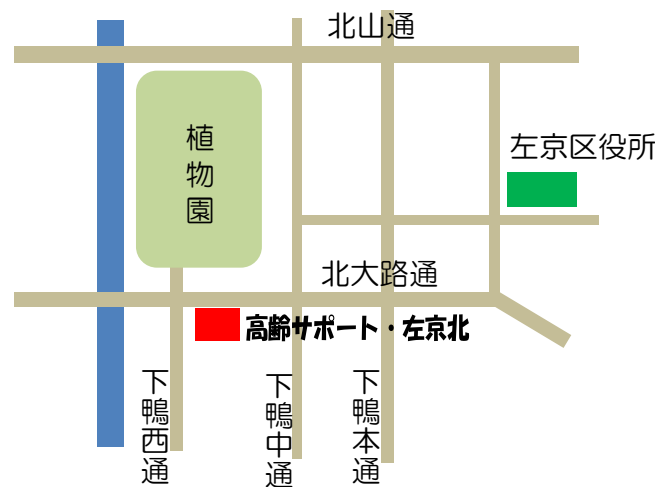 北山通
植物園
左京区役所
北大路通
高齢サポート・左京北
下鴨西通
下鴨中通
下鴨本通